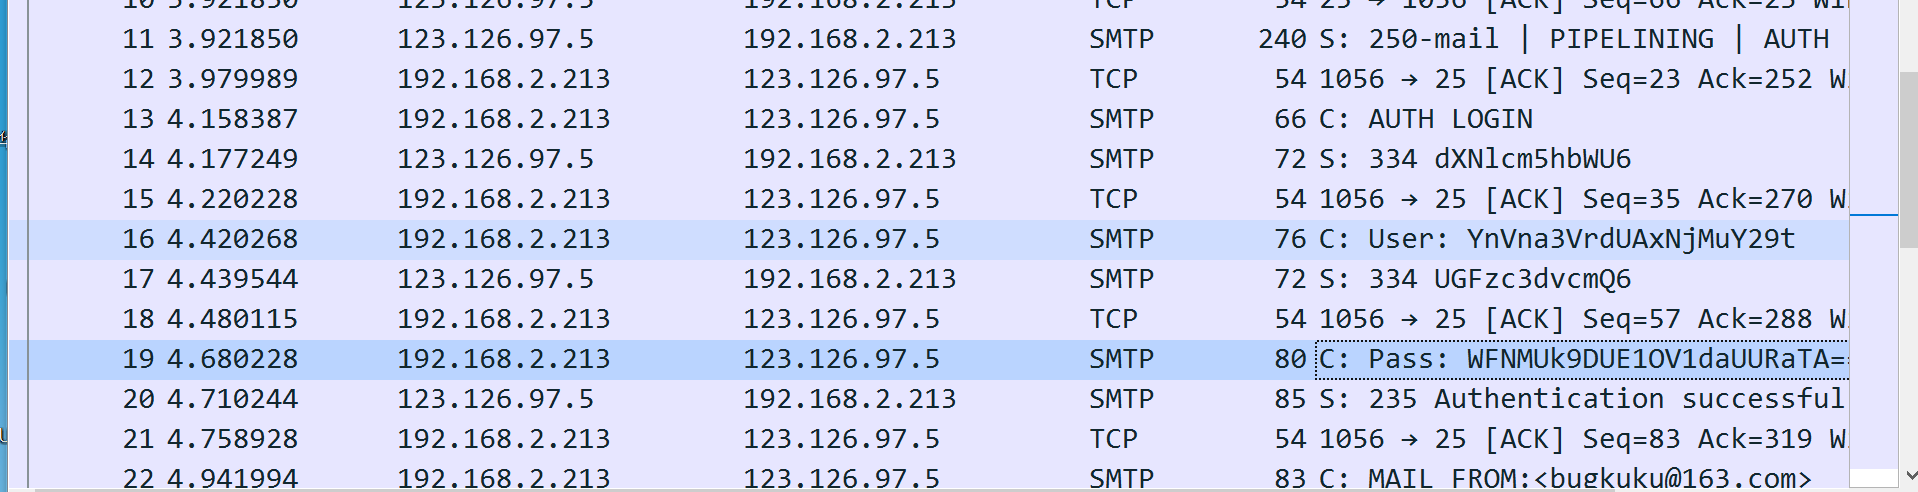 10 3.921850 123.126.97.5 192.168.2.213 TCP 54 25 → 1056 [ACK] Seq=66 Ack=23
11 3.921850 123.126.97.5 192.168.2.213 SMTP 240 S: 250-mail | PIPELINING | AUTH
12 3.979989 192.168.2.213 123.126.97.5 TCP 54 1056 → 25 [ACK] Seq=23 Ack=252 W
13 4.158387 192.168.2.213 123.126.97.5 SMTP 66 C: AUTH LOGIN
14 4.177249 123.126.97.5 192.168.2.213 SMTP 72 S: 334 dXNlcm5hbWU6
15 4.220228 192.168.2.213 123.126.97.5 TCP 54 1056 → 25 [ACK] Seq=35 Ack=270 W
16 4.420268 192.168.2.213 123.126.97.5 SMTP 76 C: User: YnVna3VrdUAxNjMuY29t
17 4.439544 123.126.97.5 192.168.2.213 SMTP 72 S: 334 UGFzc3dvcmQ6
18 4.480115 192.168.2.213 123.126.97.5 TCP 54 1056 → 25 [ACK] Seq=57 Ack=288 W
19 4.680228 192.168.2.213 123.126.97.5 SMTP 80 C: Pass: WFNMUk9DUE1OV1daUURaTA==
20 4.710244 123.126.97.5 192.168.2.213 SMTP 85 S: 235 Authentication successful
21 4.758928 192.168.2.213 123.126.97.5 TCP 54 1056 → 25 [ACK] Seq=83 Ack=319 W
22 4.941994 192.168.2.213 123.126.97.5 SMTP 83 C: MAIL FROM:<bugkuku@163.com>